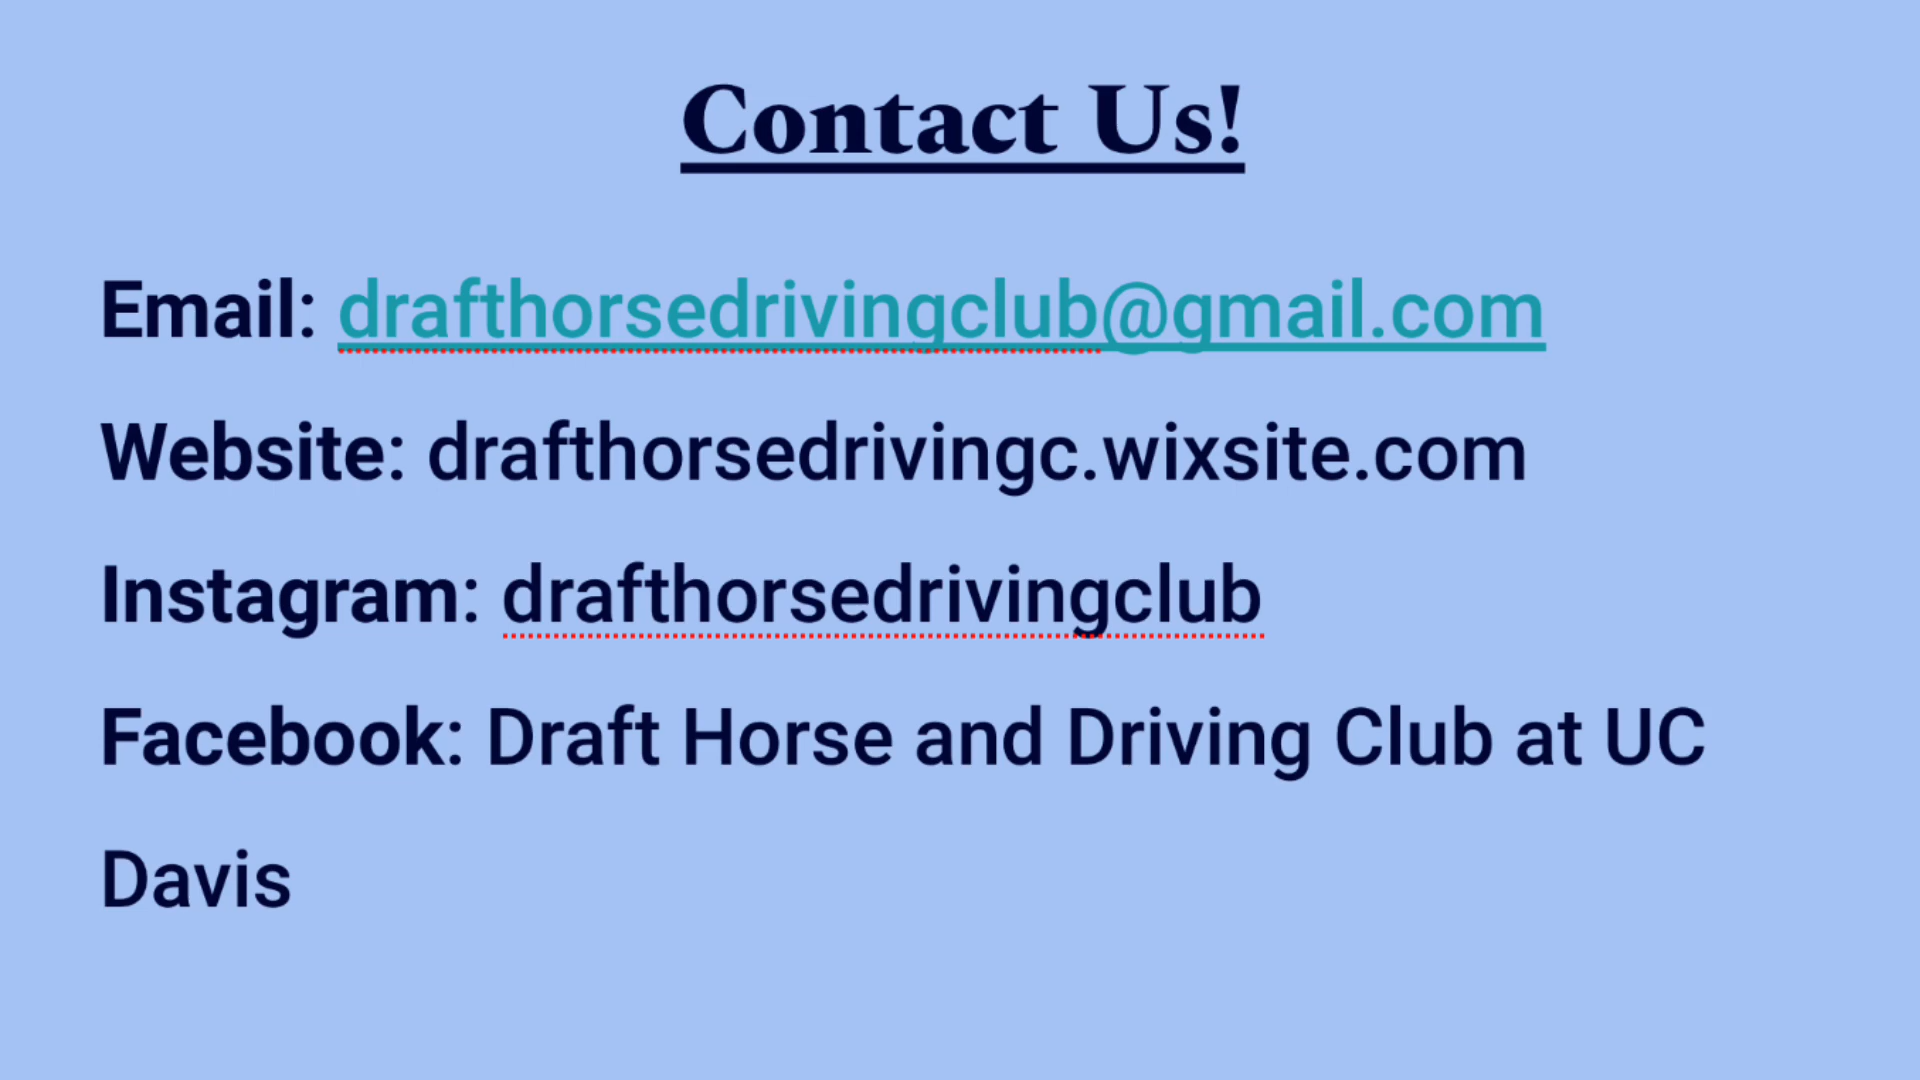 Contact Us!
Email: drafthorsedrivingclub@gmail.com
Website: drafthorsedrivingc.wixsite.com
Instagram: drafthorsedrivingclub
Facebook: Draft Horse and Driving Club at UC
Davis